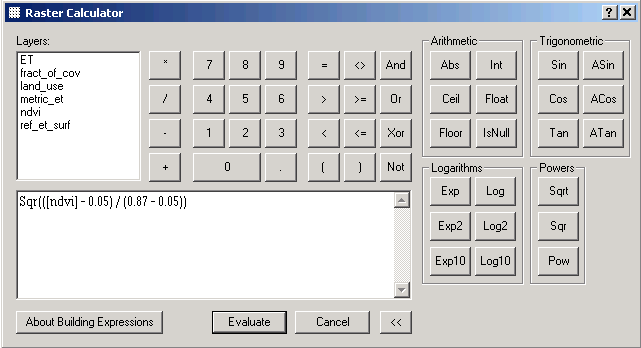 Raster Calculator
Layers:
ET
fract_of_cov
land_use
metric_et
ndvi
ref_et_surf
* 7 8 9 = <> And
/ 4 5 6 > >= Or
- 1 2 3 < <= Xor
+ 0 . ( ) Not
Arithmetic
Abs Int
Ceil Float
Floor IsNull
Trigonometric
Sin ASin
Cos ACos
Tan ATan
Logarithms
Exp Log
Exp2 Log2
Exp10 Log10
Powers
Sqrt
Sqr
Pow
Sqr(([ndvi] - 0.05) / (0.87 - 0.05))
About Building Expressions
Evaluate
Cancel
<<